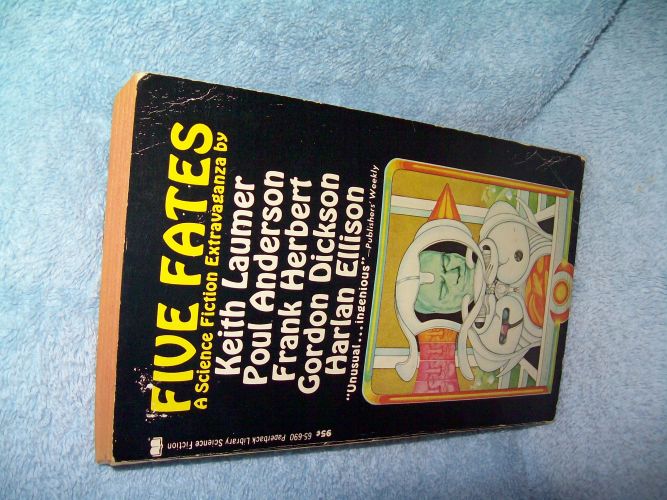 FIVE FATES
A Science Fiction Extravaganza by
Keith Laumer
Poul Anderson
Frank Herbert
Gordon Dickson
Harlan Ellison
"Unusual...ingenious"—Publishers' Weekly
95¢ 65-690 Paperback Library Science Fiction